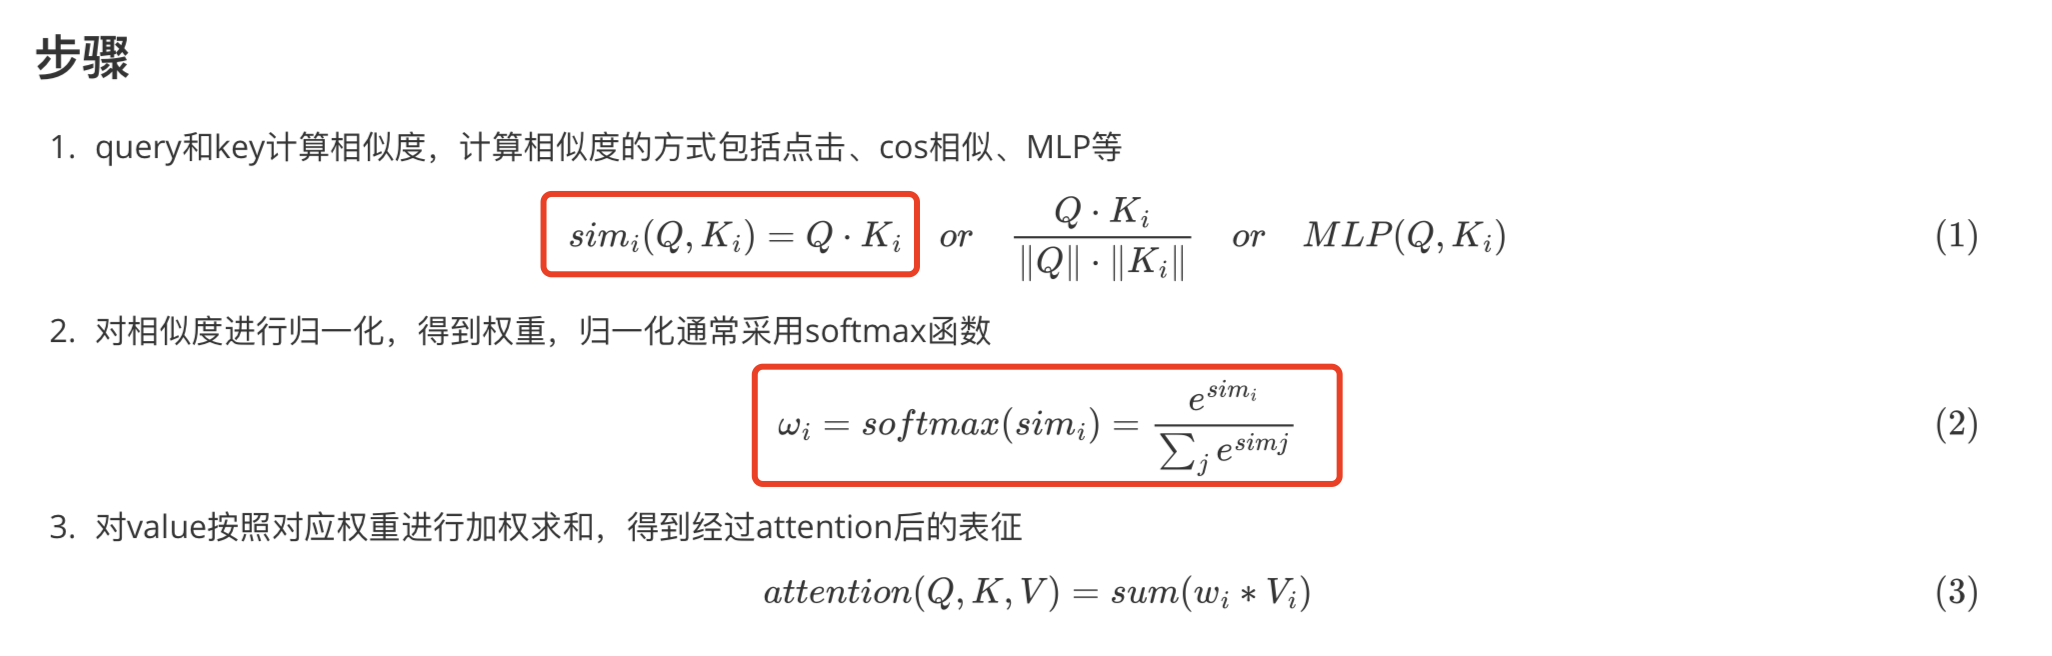 步骤
1. query和key计算相似度，计算相似度的方式包括点击、cos相似、MLP等
$sim_i(Q, K_i) = Q \cdot K_i \quad or \quad \frac{Q \cdot K_i}{\|Q\| \cdot \|K_i\|} \quad or \quad MLP(Q, K_i)$ (1)
2. 对相似度进行归一化，得到权重，归一化通常采用softmax函数
$\omega_i = softmax(sim_i) = \frac{e^{sim_i}}{\sum_j e^{simj}}$ (2)
3. 对value按照对应权重进行加权求和，得到经过attention后的表征
$attention(Q, K, V) = sum(w_i * V_i)$ (3)